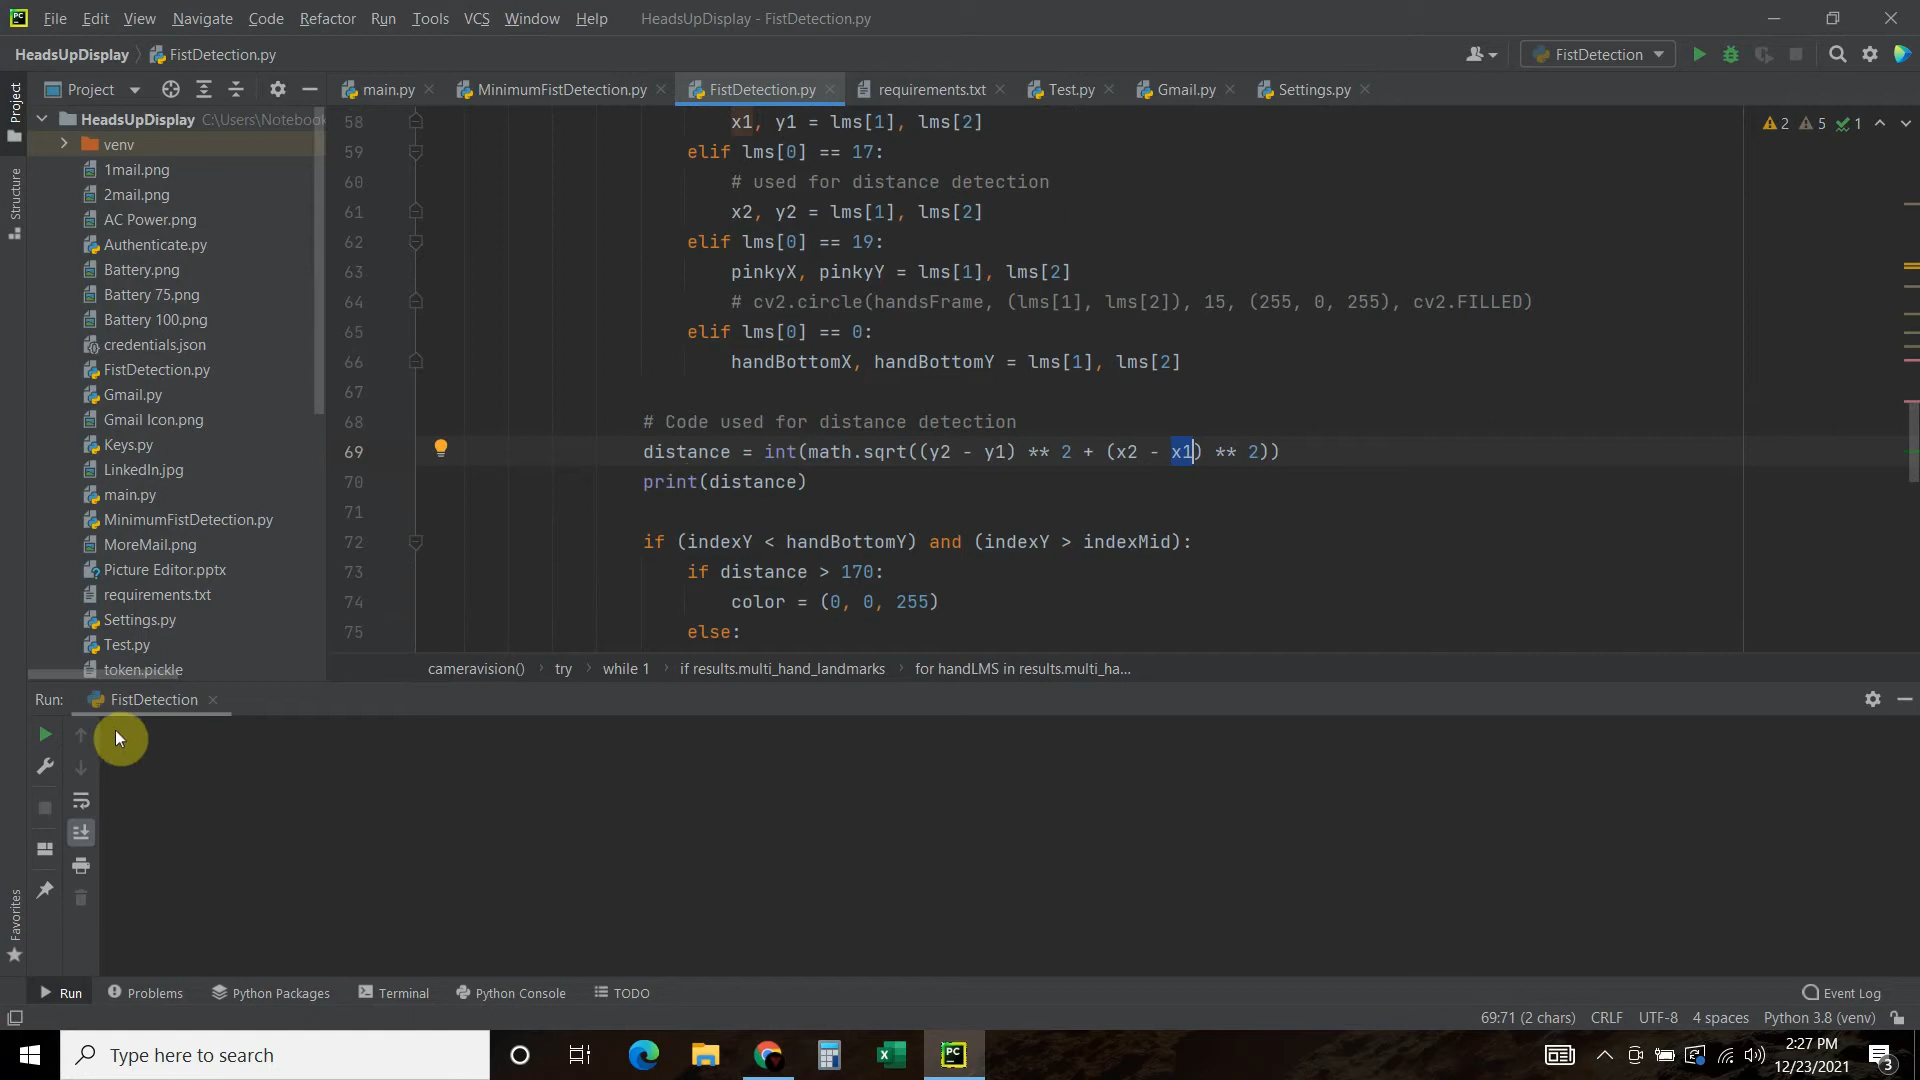 File Edit View Navigate Code Refactor Run Tools VCS Window Help HeadsUpDisplay - FistDetection.py
HeadsUpDisplay FistDetection.py FistDetection
Project main.py MinimumFistDetection.py FistDetection.py requirements.txt Test.py Gmail.py Settings.py
Project
Structure
Favorites
HeadsUpDisplay C:\Users\Notebook
venv
1mail.png
2mail.png
AC Power.png
Authenticate.py
Battery.png
Battery 75.png
Battery 100.png
credentials.json
FistDetection.py
Gmail.py
Gmail Icon.png
Keys.py
LinkedIn.jpg
main.py
MinimumFistDetection.py
MoreMail.png
Picture Editor.pptx
requirements.txt
Settings.py
Test.py
token.pickle
2 5 1
58 x1, y1 = lms[1], lms[2]
59 elif lms[0] == 17:
60 # used for distance detection
61 x2, y2 = lms[1], lms[2]
62 elif lms[0] == 19:
63 pinkyX, pinkyY = lms[1], lms[2]
64 # cv2.circle(handsFrame, (lms[1], lms[2]), 15, (255, 0, 255), cv2.FILLED)
65 elif lms[0] == 0:
66 handBottomX, handBottomY = lms[1], lms[2]
67
68 # Code used for distance detection
69 distance = int(math.sqrt((y2 - y1) ** 2 + (x2 - x1) ** 2))
70 print(distance)
71
72 if (indexY < handBottomY) and (indexY > indexMid):
73 if distance > 170:
74 color = (0, 0, 255)
75 else:
cameravision() try while 1 if results.multi_hand_landmarks for handLMS in results.multi_ha...
Run: FistDetection
Run Problems Python Packages Terminal Python Console TODO Event Log
69:71 (2 chars) CRLF UTF-8 4 spaces Python 3.8 (venv)
Type here to search
2:27 PM
12/23/2021
3